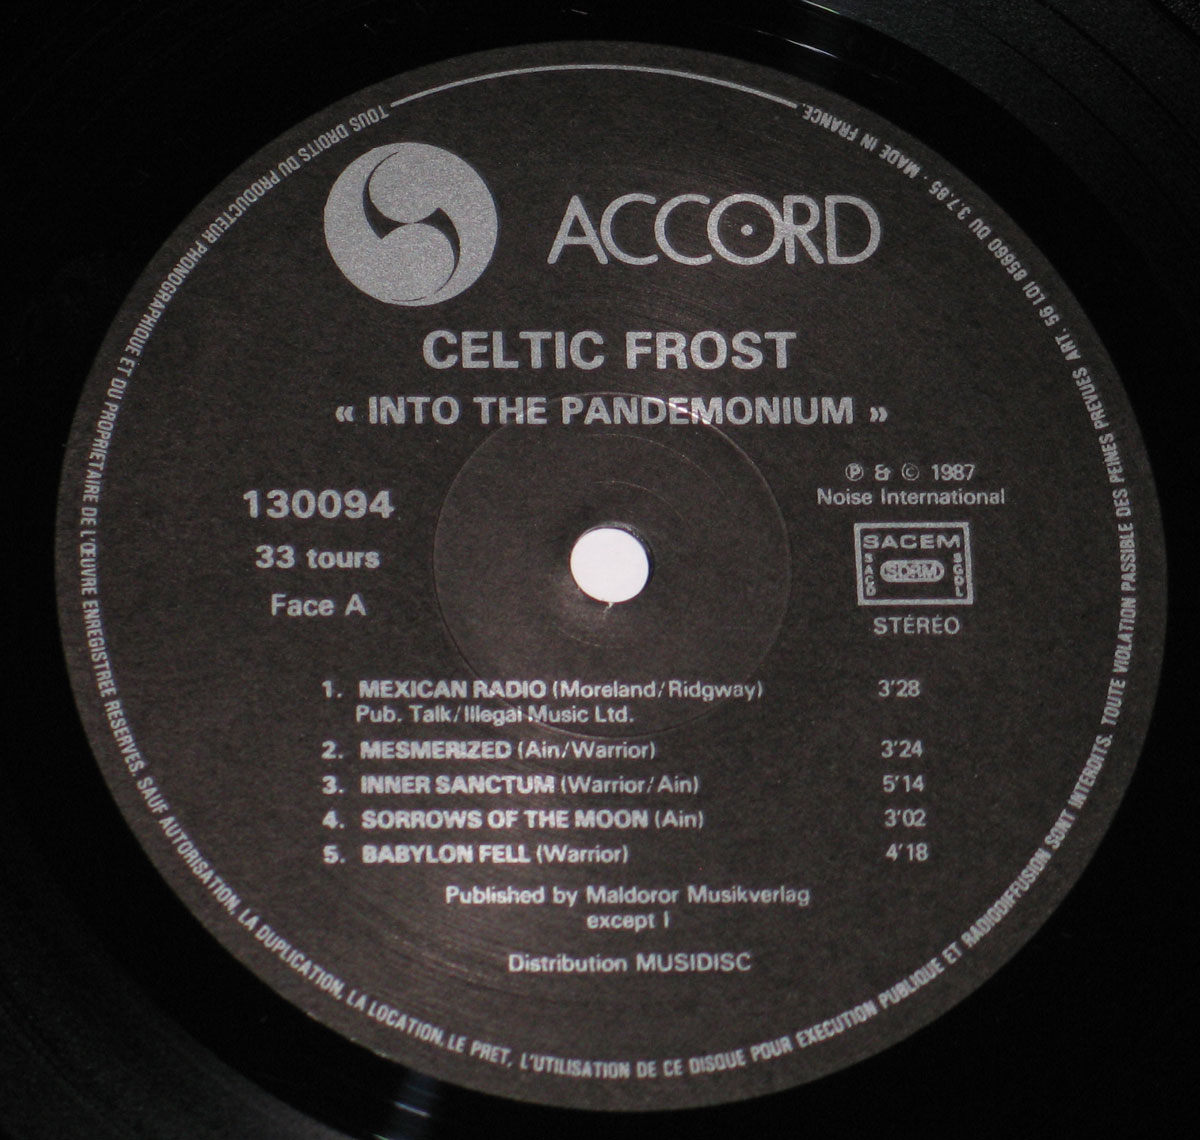 ACCORD
CELTIC FROST
« INTO THE PANDEMONIUM »
130094
33 tours
Face A
℗ & © 1987
Noise International
SACEM
SACD
SDRM
SGDL
STÉRÉO
1. MEXICAN RADIO (Moreland/Ridgway) 3'28
Pub. Talk/Illegal Music Ltd.
2. MESMERIZED (Ain/Warrior) 3'24
3. INNER SANCTUM (Warrior/Ain) 5'14
4. SORROWS OF THE MOON (Ain) 3'02
5. BABYLON FELL (Warrior) 4'18
Published by Maldoror Musikverlag
except I
Distribution MUSIDISC
TOUS DROITS DU PRODUCTEUR PHONOGRAPHIQUE ET DU PROPRIETAIRE DE L'ŒUVRE ENREGISTREE RESERVES. SAUF AUTORISATION, LA DUPLICATION, LA LOCATION, LE PRET, L'UTILISATION DE CE DISQUE POUR EXECUTION PUBLIQUE ET RADIODIFFUSION SONT INTERDITS. TOUTE VIOLATION PASSIBLE DES PEINES PREVUES ART. 56 LOI 85660 DU 3.7.85 · MADE IN FRANCE.